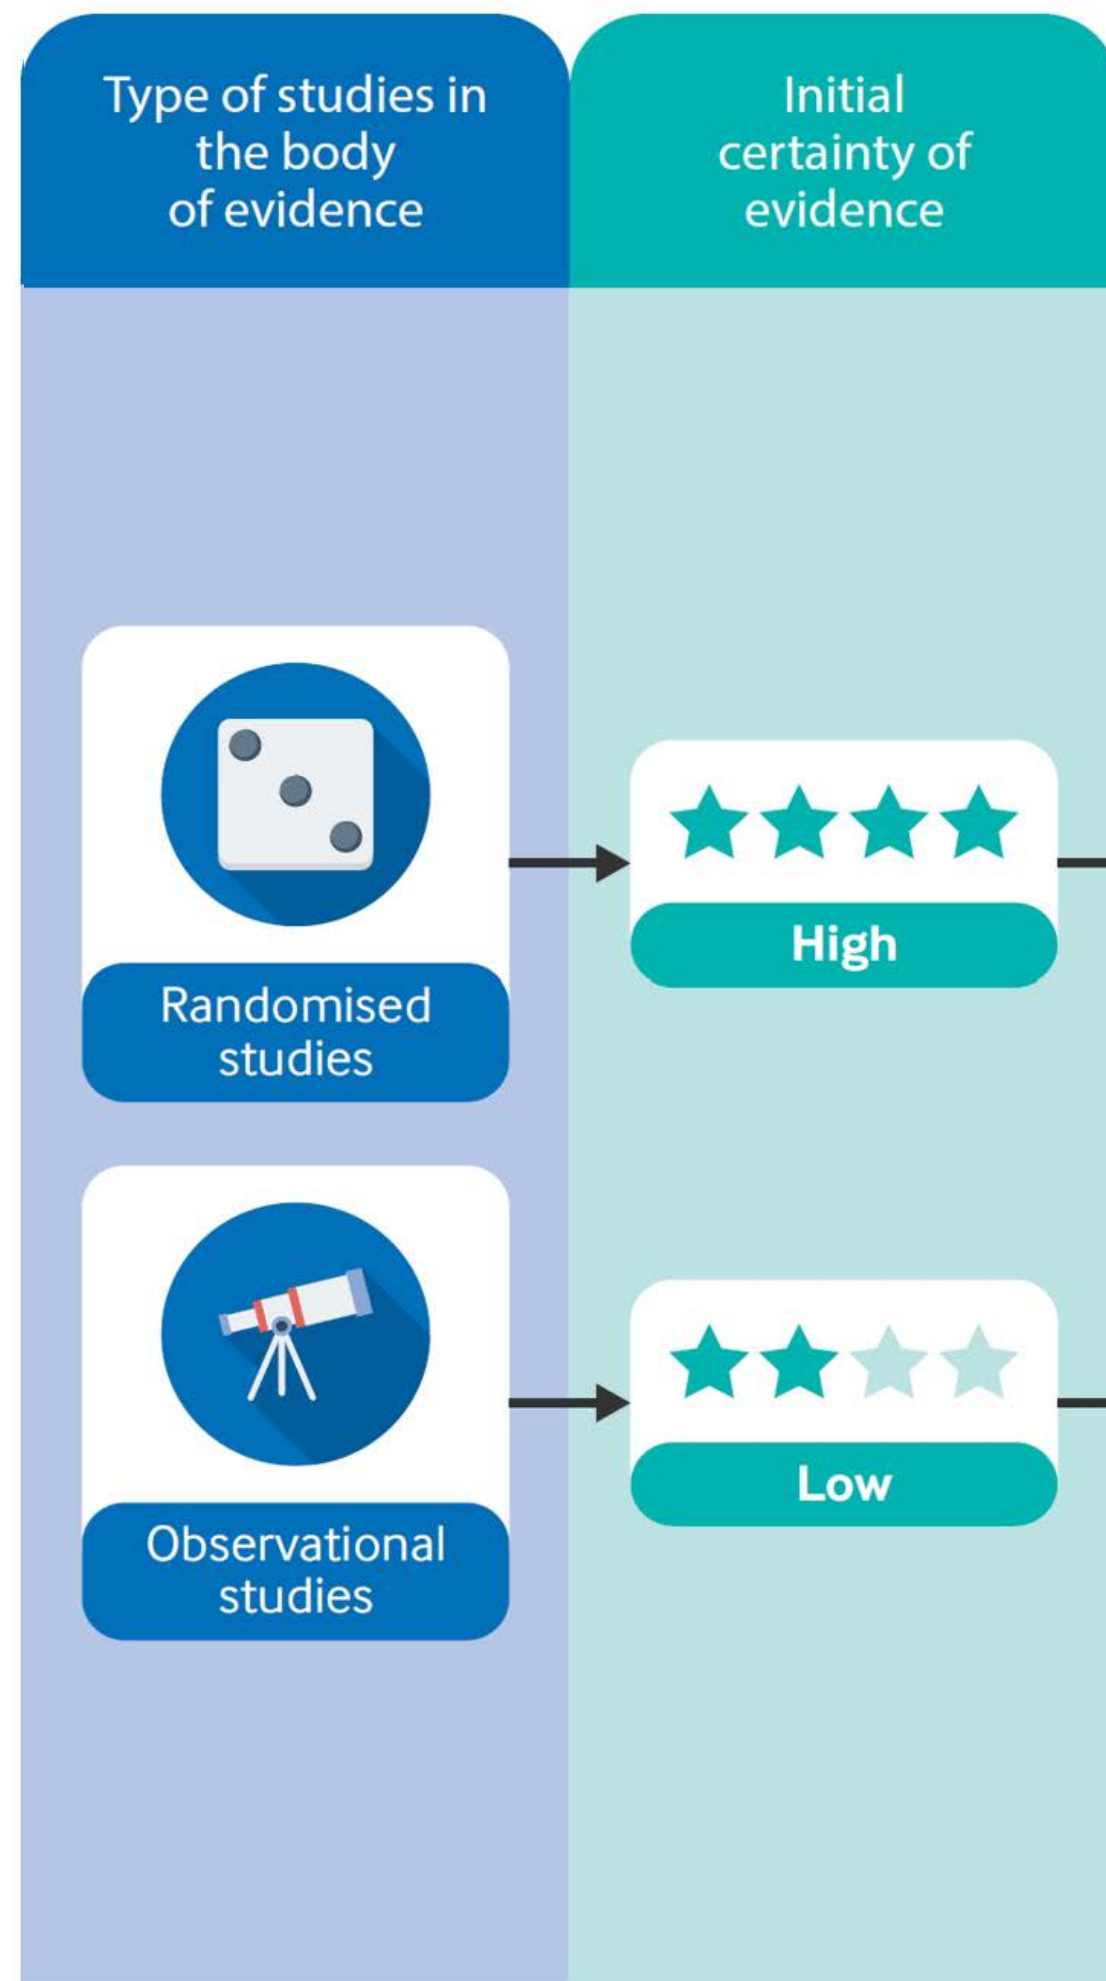 Type of studies in
the body
of evidence
Initial
certainty of
evidence
Randomised
studies
High
Observational
studies
Low